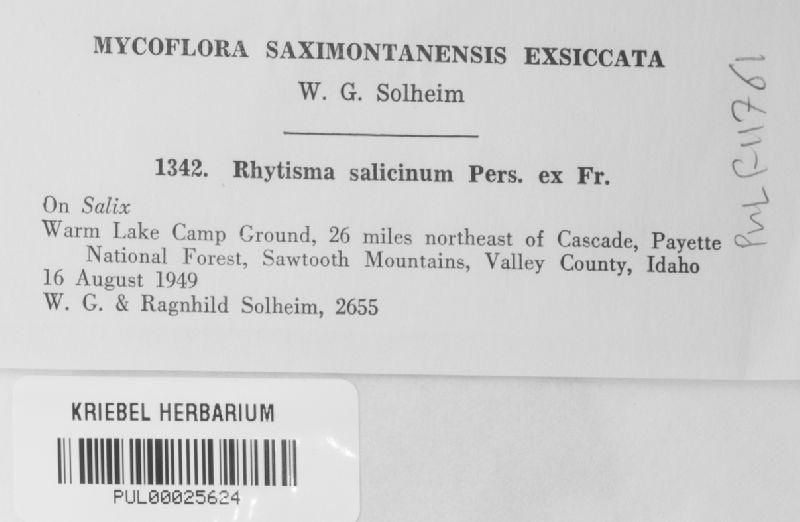 MYCOFLORA SAXIMONTANENSIS EXSICCATA
W. G. Solheim
1342. Rhytisma salicinum Pers. ex Fr.
On Salix
Warm Lake Camp Ground, 26 miles northeast of Cascade, Payette
National Forest, Sawtooth Mountains, Valley County, Idaho
16 August 1949
W. G. & Ragnhild Solheim, 2655
PUL F-11761
KRIEBEL HERBARIUM
PUL00025624